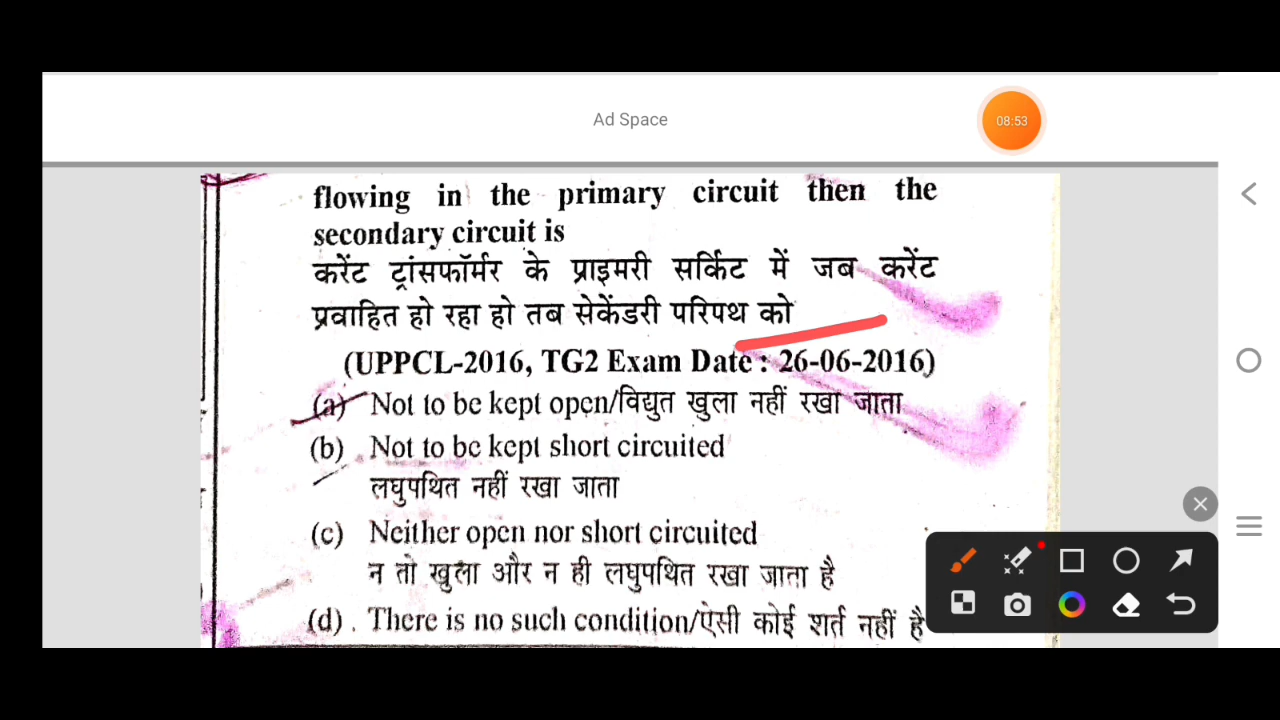 Ad Space
08:53
flowing in the primary circuit then the
secondary circuit is
करेंट ट्रांसफॉर्मर के प्राइमरी सर्किट में जब करेंट
प्रवाहित हो रहा हो तब सेकेंडरी परिपथ को
(UPPCL-2016, TG2 Exam Date : 26-06-2016)
(a) Not to be kept open/विद्युत खुला नहीं रखा जाता
(b) Not to be kept short circuited
लघुपथित नहीं रखा जाता
(c) Neither open nor short circuited
न तो खुला और न ही लघुपथित रखा जाता है
(d) . There is no such condition/ऐसी कोई शर्त नहीं है